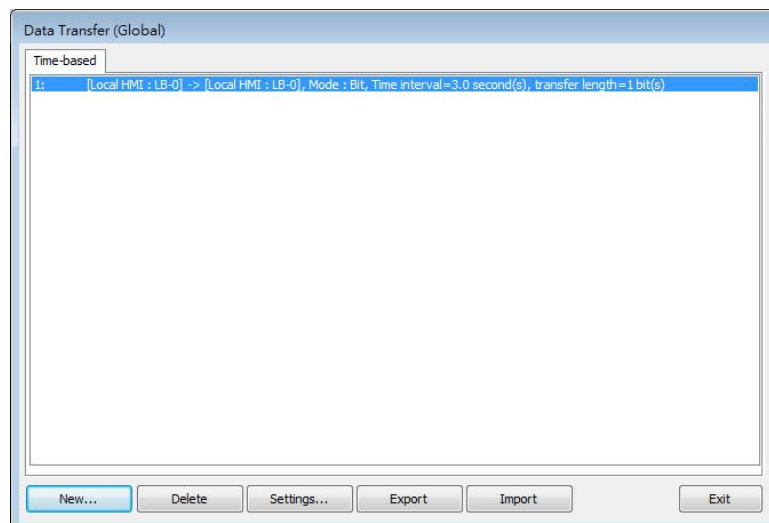 Data Transfer (Global)
Time-based
1: [Local HMI : LB-0] -> [Local HMI : LB-0], Mode : Bit, Time interval=3.0 second(s), transfer length=1 bit(s)
New... Delete Settings... Export Import Exit